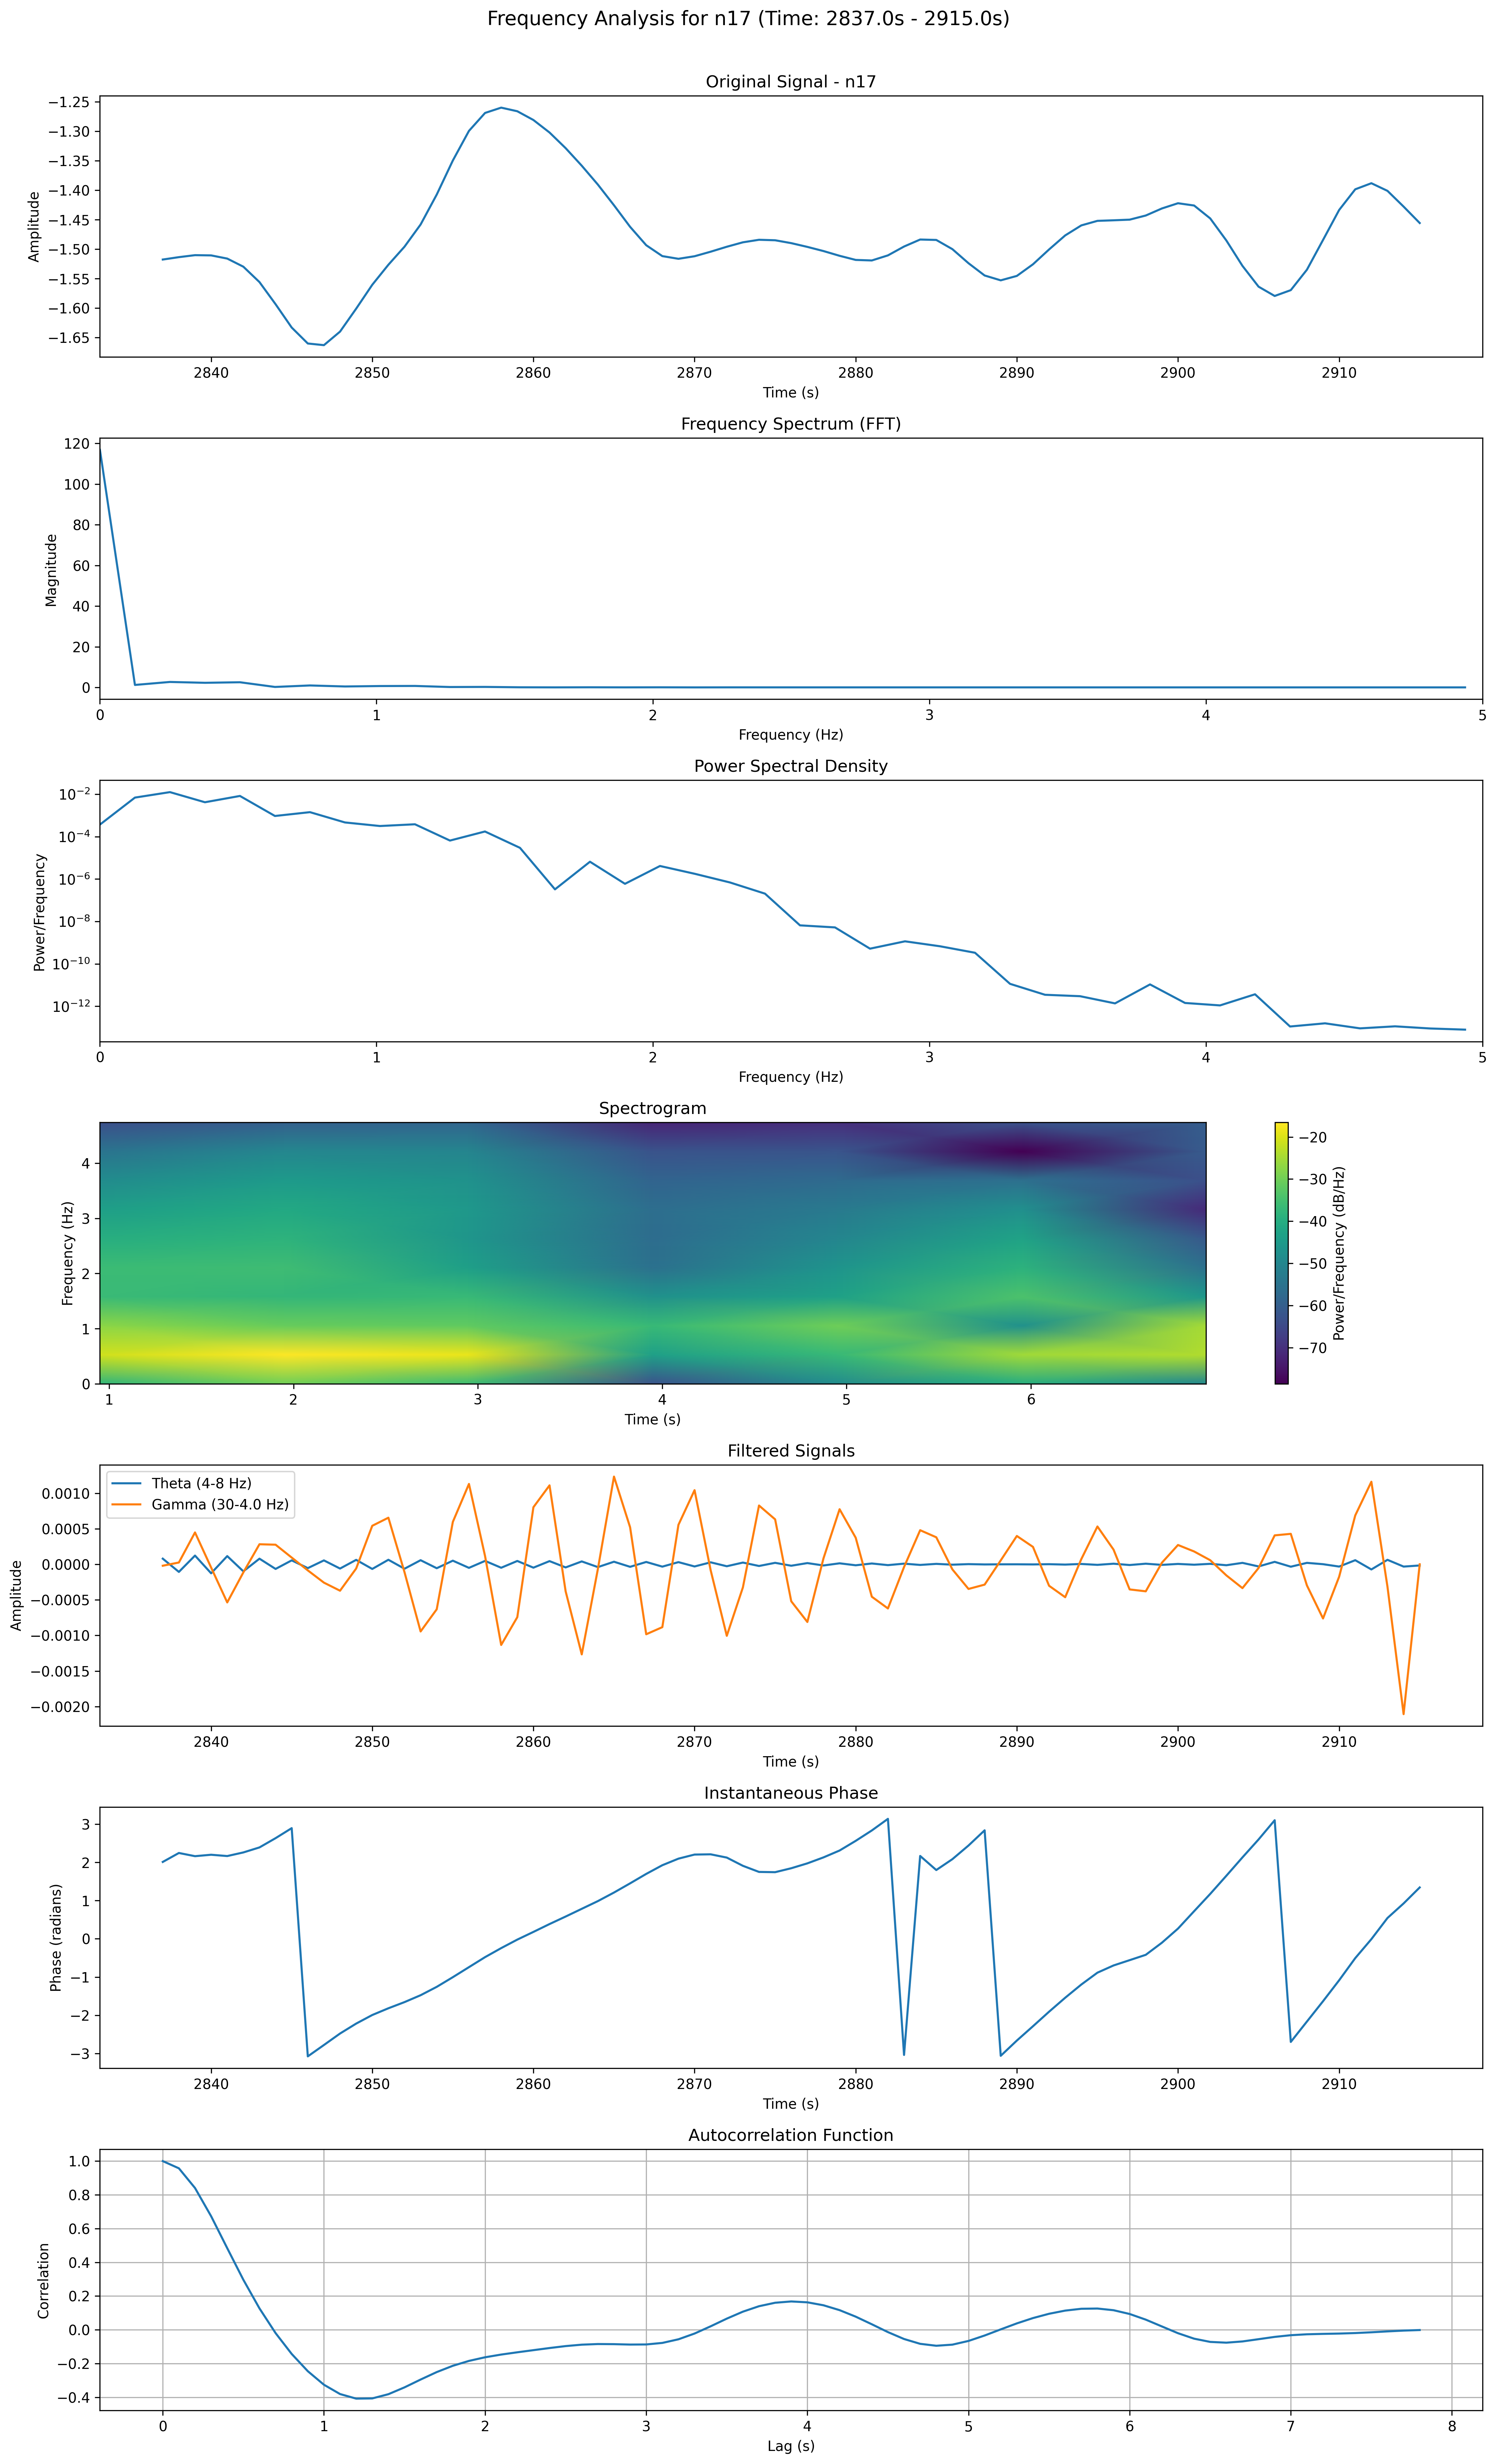 Frequency Analysis for n17 (Time: 2837.0s - 2915.0s)
Original Signal - n17
−1.25
−1.30
−1.35
−1.40
−1.45
−1.50
−1.55
−1.60
−1.65
Amplitude
2840 2850 2860 2870 2880 2890 2900 2910
Time (s)
Frequency Spectrum (FFT)
120
100
80
60
40
20
0
Magnitude
0 1 2 3 4 5
Frequency (Hz)
Power Spectral Density
10⁻²
10⁻⁴
10⁻⁶
10⁻⁸
10⁻¹⁰
10⁻¹²
Power/Frequency
0 1 2 3 4 5
Frequency (Hz)
Spectrogram
4
3
2
1
0
Frequency (Hz)
1 2 3 4 5 6
Time (s)
−20
−30
−40
−50
−60
−70
Power/Frequency (dB/Hz)
Filtered Signals
Theta (4-8 Hz)
Gamma (30-4.0 Hz)
0.0010
0.0005
0.0000
−0.0005
−0.0010
−0.0015
−0.0020
Amplitude
2840 2850 2860 2870 2880 2890 2900 2910
Time (s)
Instantaneous Phase
3
2
1
0
−1
−2
−3
Phase (radians)
2840 2850 2860 2870 2880 2890 2900 2910
Time (s)
Autocorrelation Function
1.0
0.8
0.6
0.4
0.2
0.0
−0.2
−0.4
Correlation
0 1 2 3 4 5 6 7 8
Lag (s)